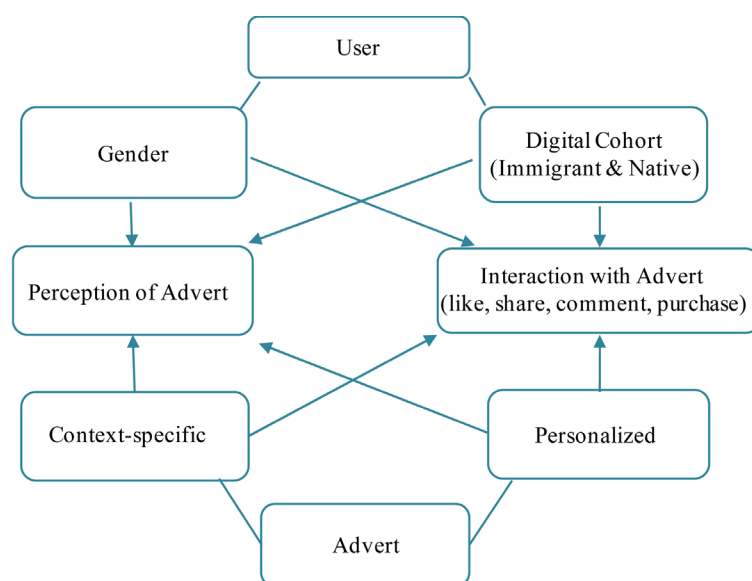 User
Gender
Digital Cohort
(Immigrant & Native)
Perception of Advert
Interaction with Advert
(like, share, comment, purchase)
Context-specific
Personalized
Advert